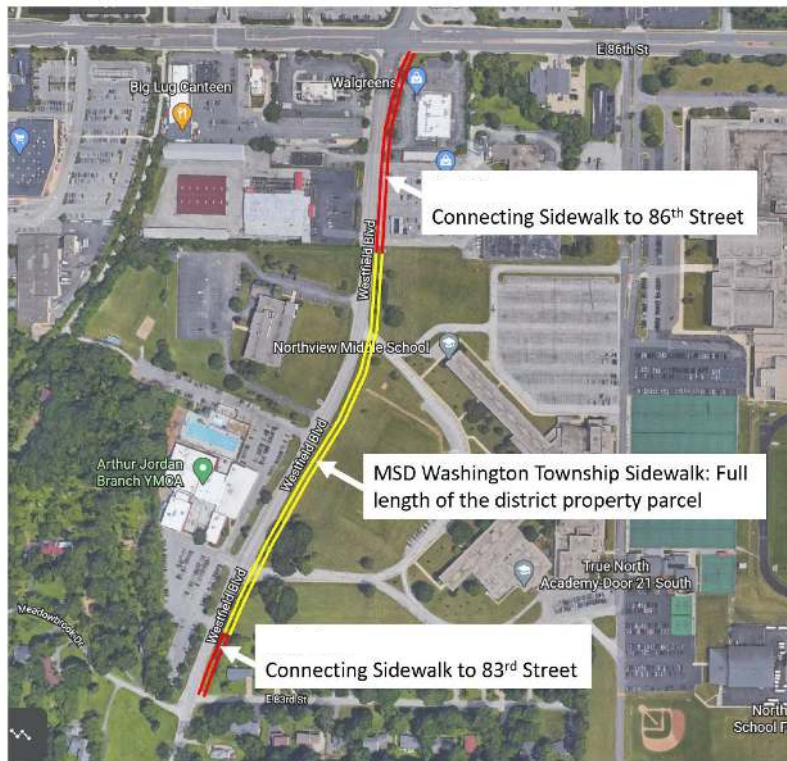 E 86th St
Walgreens
Big Lug Canteen
Connecting Sidewalk to 86th Street
Westfield Blvd
Northview Middle School
Westfield Blvd
Arthur Jordan
Branch YMCA
MSD Washington Township Sidewalk: Full
length of the district property parcel
True North
Academy-Door 21 South
Westfield Blvd
Meadowbrook Dr
Connecting Sidewalk to 83rd Street
E 83rd St
North
School F